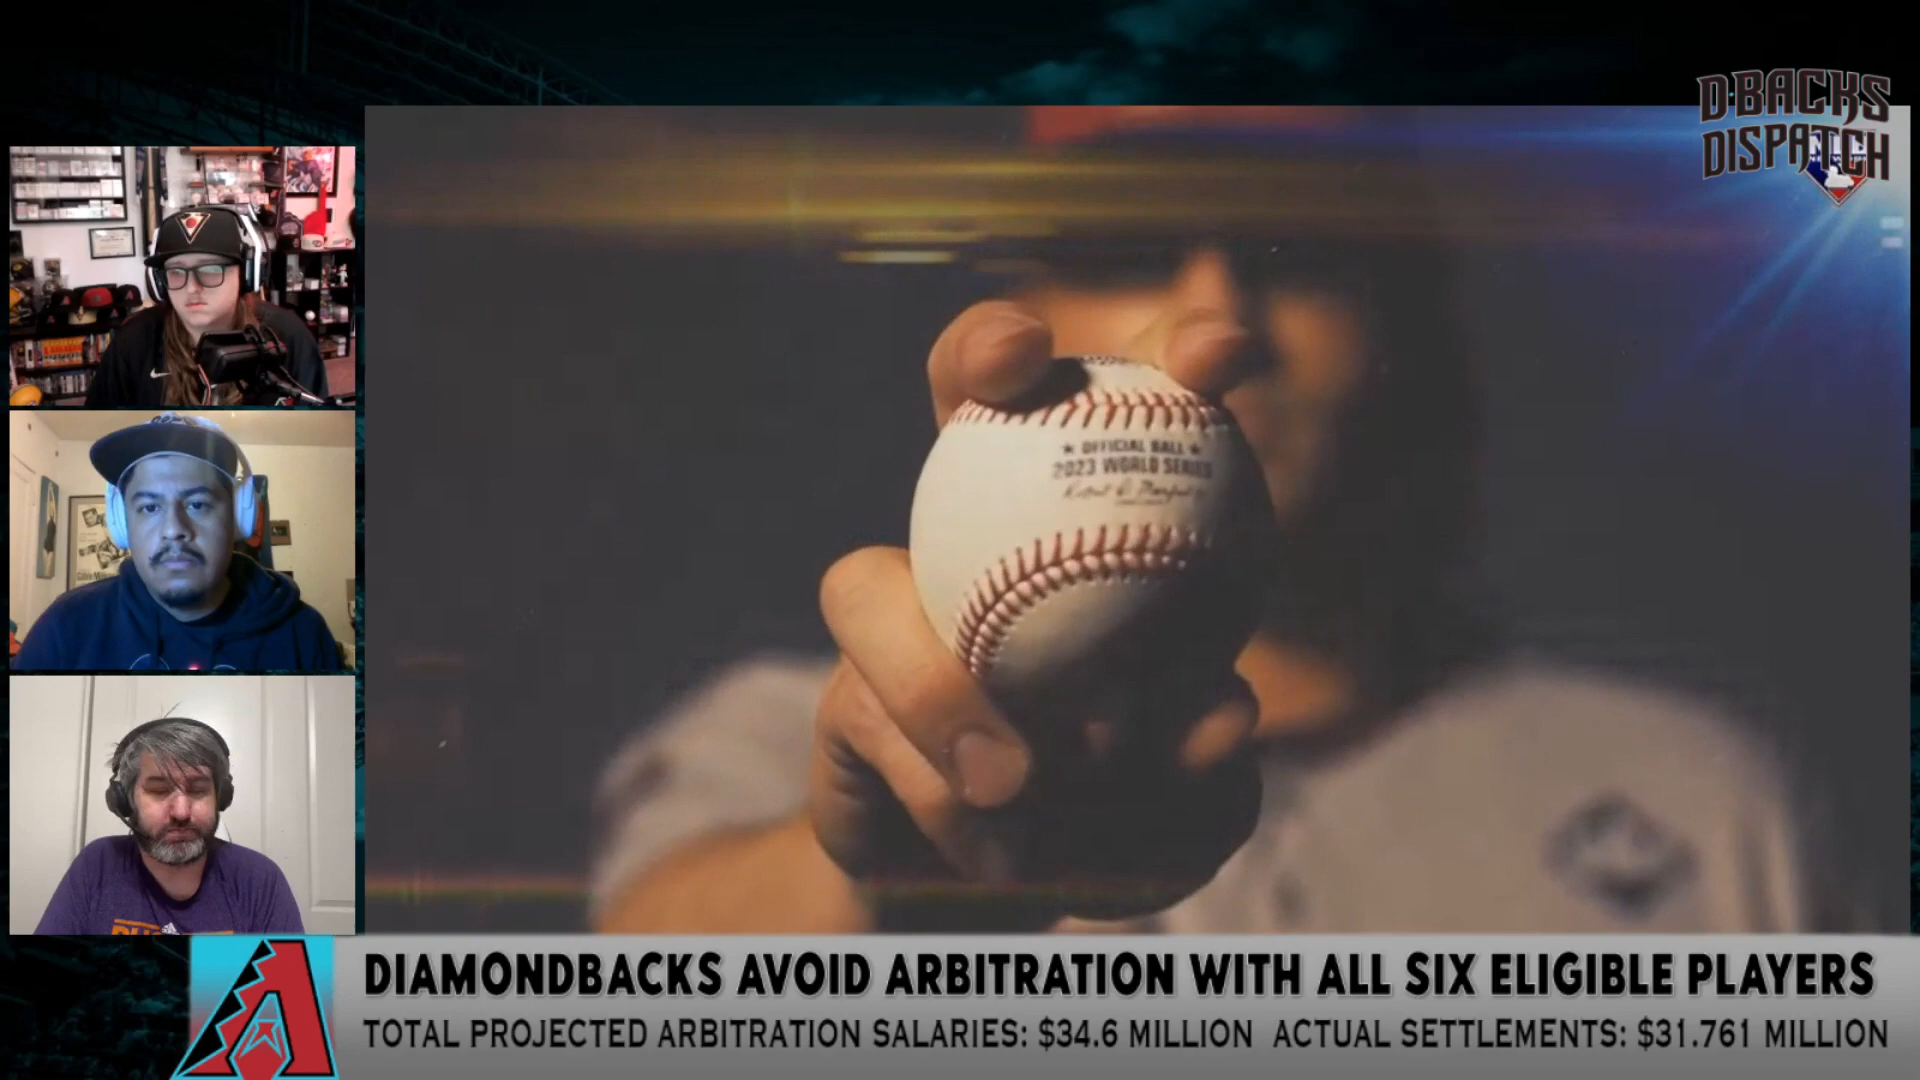 D·BACKS
DISPATCH
★ OFFICIAL BALL ★
2023 WORLD SERIES
DIAMONDBACKS AVOID ARBITRATION WITH ALL SIX ELIGIBLE PLAYERS
TOTAL PROJECTED ARBITRATION SALARIES: $34.6 MILLION ACTUAL SETTLEMENTS: $31.761 MILLION